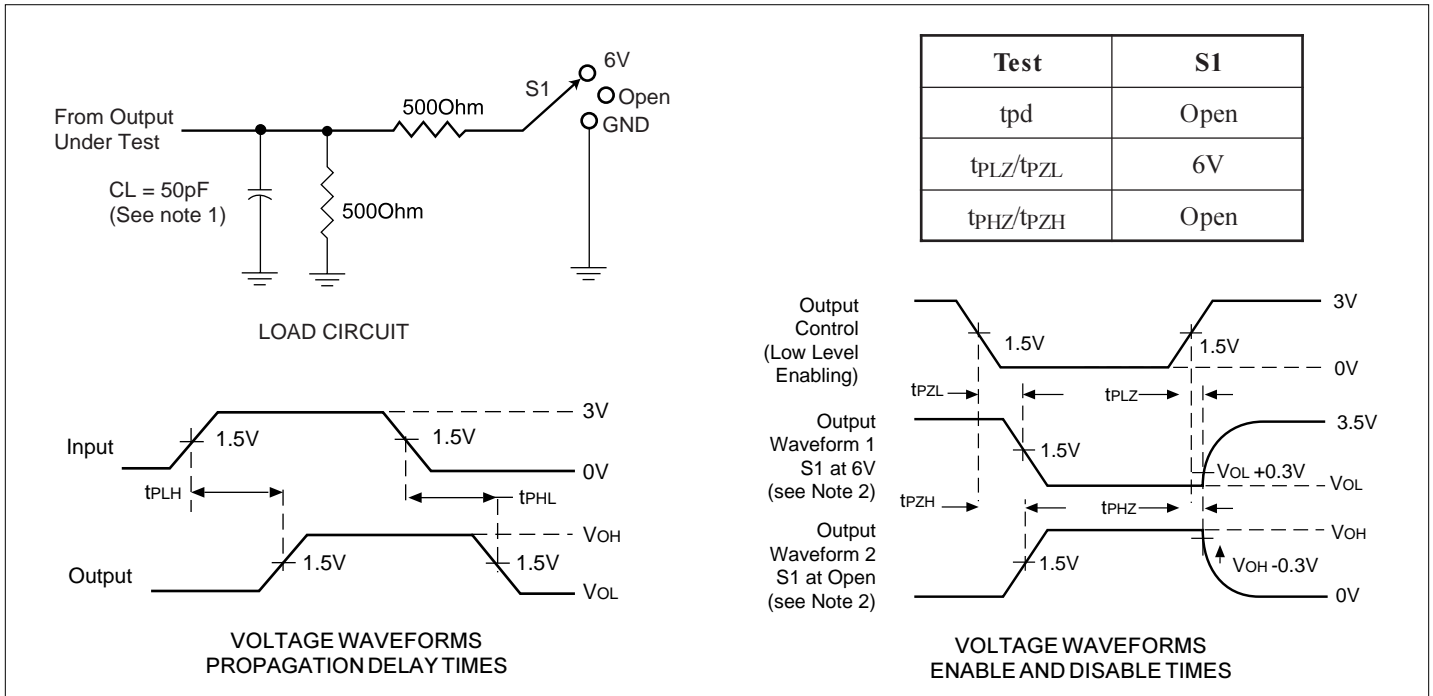 6V
S1
Open
500Ohm
GND
From Output
Under Test
CL = 50pF
(See note 1)
500Ohm
LOAD CIRCUIT
Test S1
tpd Open
tPLZ/tPZL 6V
tPHZ/tPZH Open
Input
1.5V
1.5V
3V
0V
tPLH
tPHL
Output
1.5V
1.5V
VOH
VOL
VOLTAGE WAVEFORMS
PROPAGATION DELAY TIMES
Output
Control
(Low Level
Enabling)
1.5V
1.5V
3V
0V
tPZL
tPLZ
Output
Waveform 1
S1 at 6V
(see Note 2)
1.5V
3.5V
VOL +0.3V
VOL
tPZH
tPHZ
Output
Waveform 2
S1 at Open
(see Note 2)
1.5V
VOH
VOH -0.3V
0V
VOLTAGE WAVEFORMS
ENABLE AND DISABLE TIMES